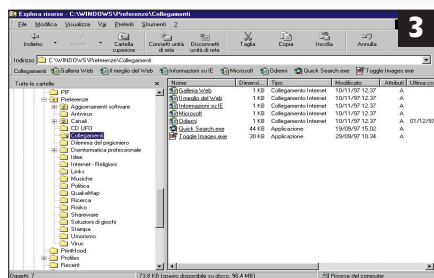 Esplora risorse - C:\WINDOWS\Preferenze\Collegamenti
File Modifica Visualizza Vai Preferiti Strumenti ?
Indietro Avanti Cartella superiore Connetti unità di rete Disconnetti unità di rete Taglia Copia Incolla Annulla
3
Indirizzo C:\WINDOWS\Preferenze\Collegamenti
Collegamenti Galleria Web Il meglio del Web Informazioni su IE Microsoft Odierni Quick Search.exe Toggle Images.exe
Tutte le cartelle
Nome Dimensi... Tipo Modificato Attributi Ultima co
PIF
Preferenze
Aggiornamenti software
Antivirus
Canali
CD UFO
Collegamenti
Dilemma del prigioniero
Disinformatica professionale
Idee
Internet - Religioni
Links
Musiche
Politica
QuakeMap
Ricerca
Risiko
Shareware
Soluzioni di giochi
Stampa
Umorismo
Virus
PrintHood
Profiles
Recent
Galleria Web 1 KB Collegamento Internet 10/11/97 12.37 A
Il meglio del Web 1 KB Collegamento Internet 10/11/97 12.37 A
Informazioni su IE 1 KB Collegamento Internet 10/11/97 12.37 A
Microsoft 1 KB Collegamento Internet 10/11/97 12.37 A
Odierni 1 KB Collegamento Internet 10/11/97 12.37 A 01/12/97
Quick Search.exe 44 KB Applicazione 19/09/97 15.02 A
Toggle Images.exe 30 KB Applicazione 29/09/97 10.34 A
Oggetti: 7 73,8 KB (spazio disponibile su disco: 98,4 MB) Risorse del computer